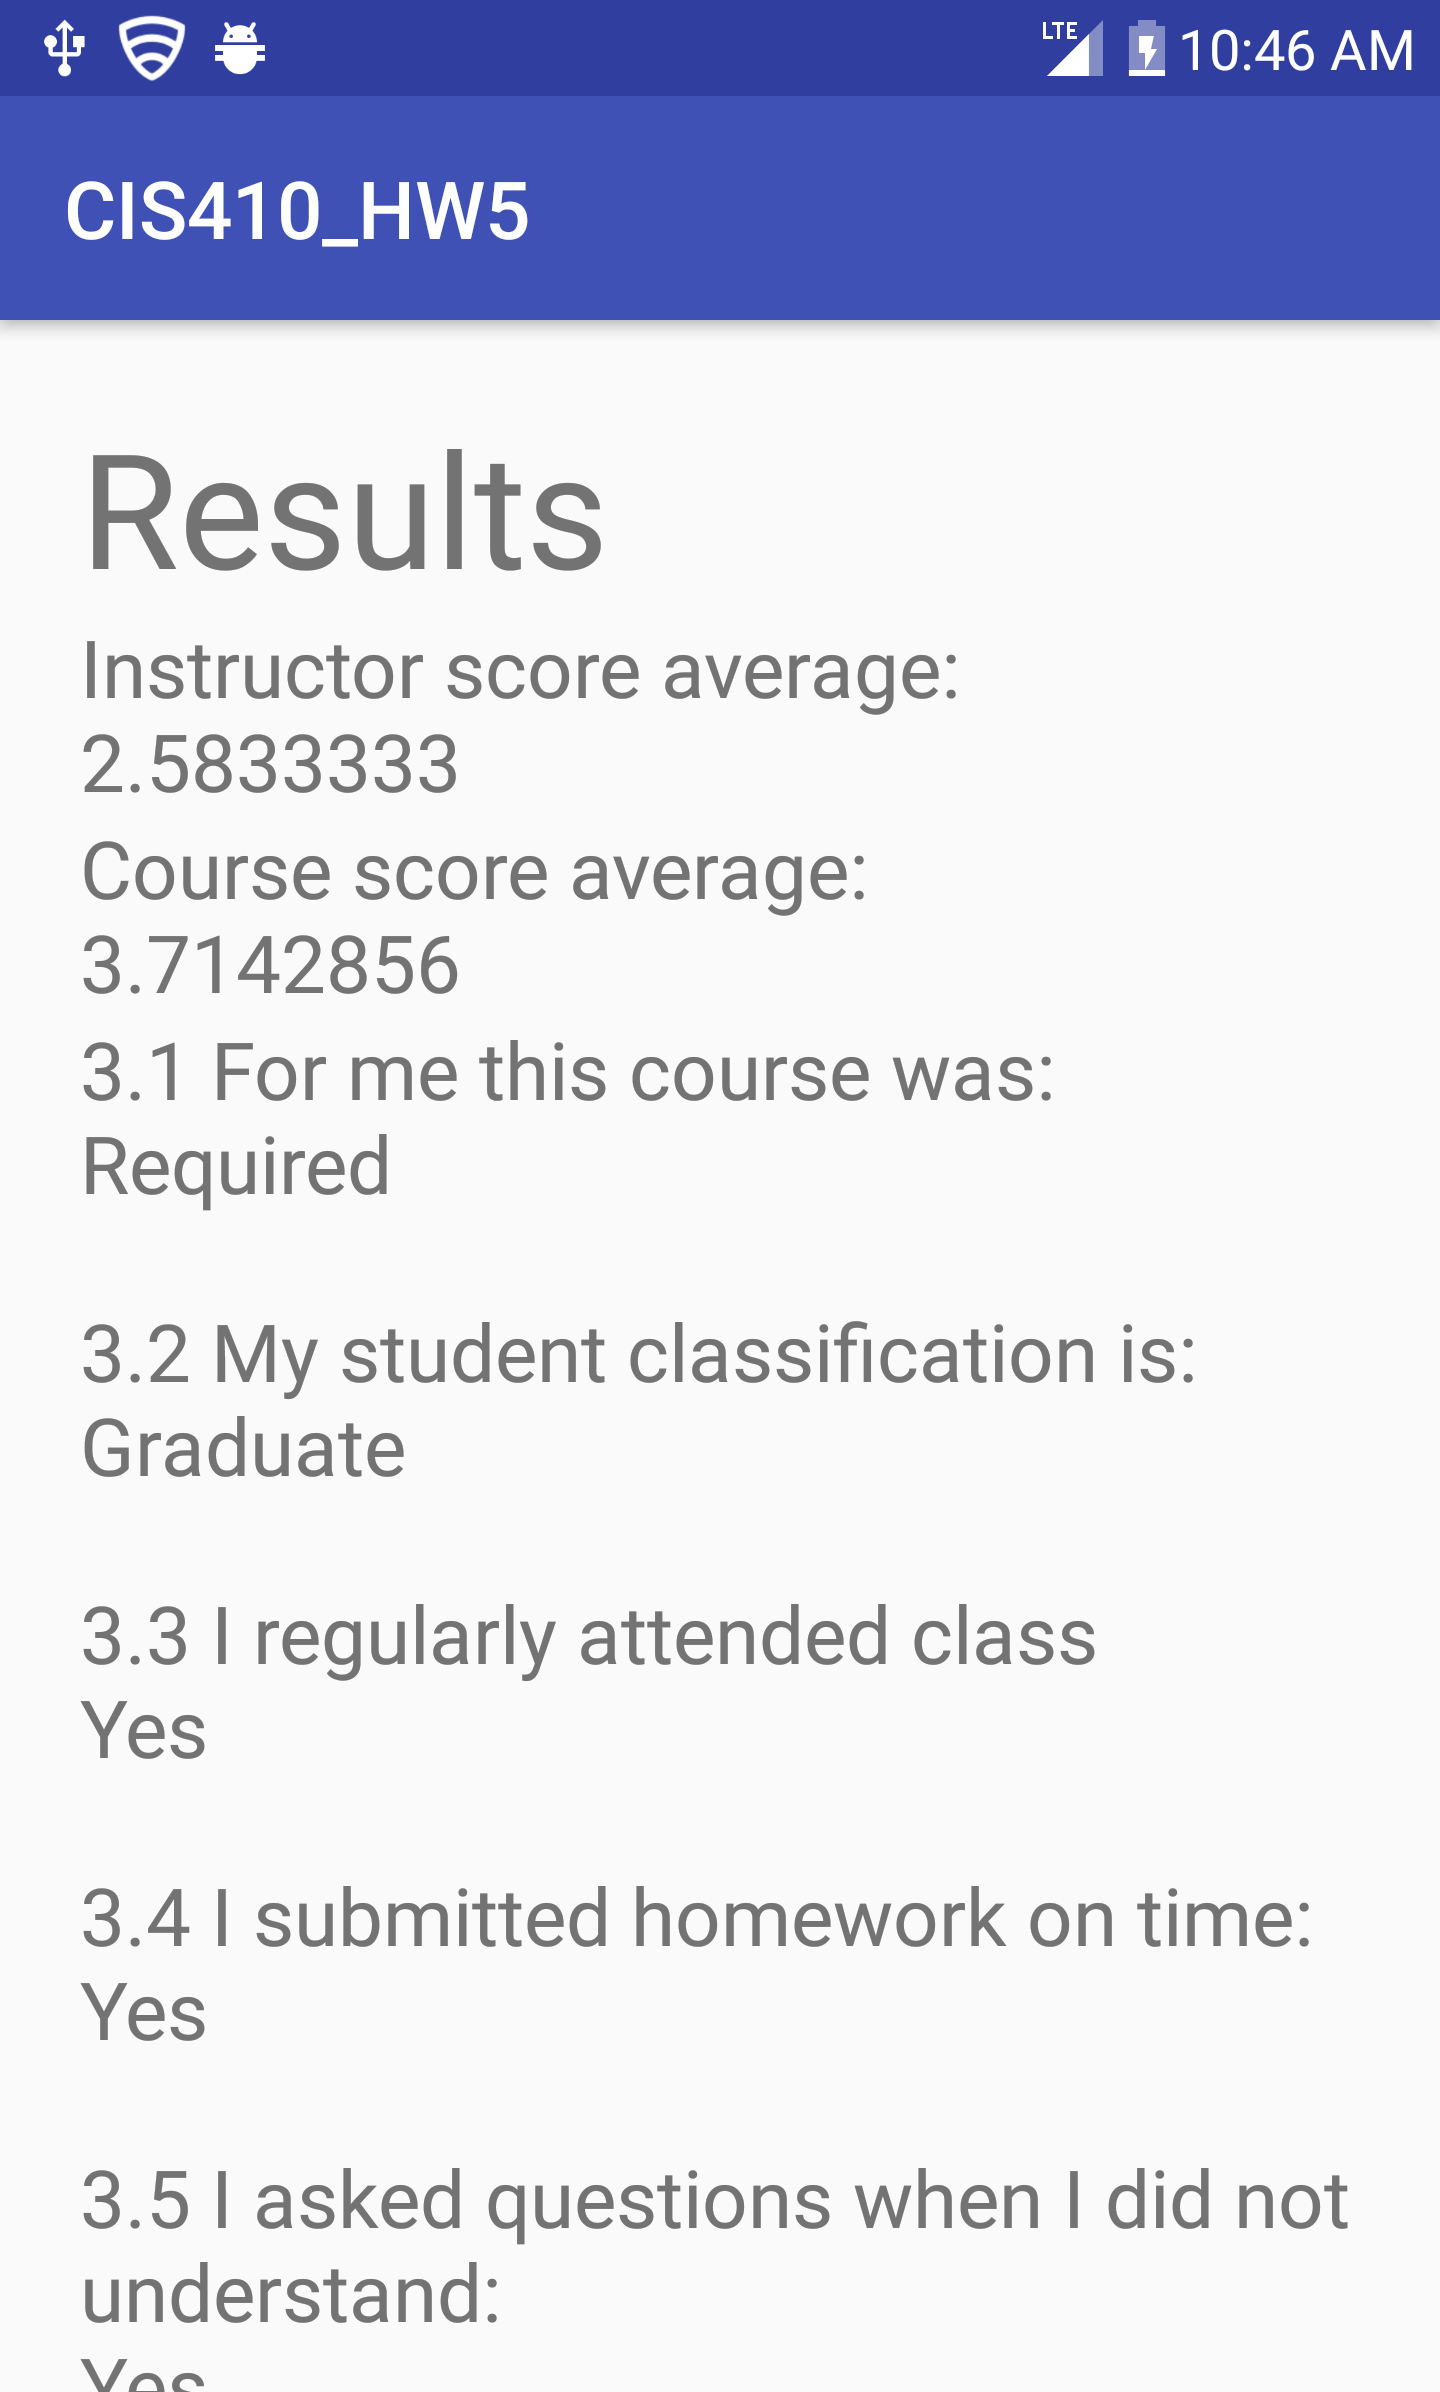 LTE 10:46 AM
CIS410_HW5
Results
Instructor score average:
2.5833333
Course score average:
3.7142856
3.1 For me this course was:
Required
3.2 My student classification is:
Graduate
3.3 I regularly attended class
Yes
3.4 I submitted homework on time:
Yes
3.5 I asked questions when I did not
understand:
Yes